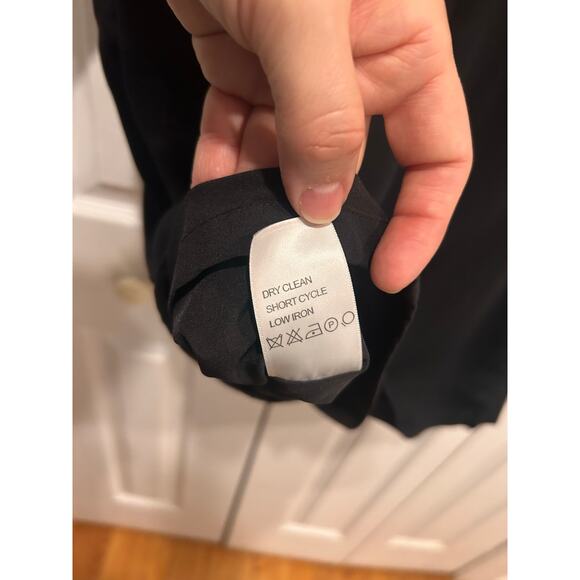 DRY CLEAN
SHORT CYCLE
LOW IRON
P